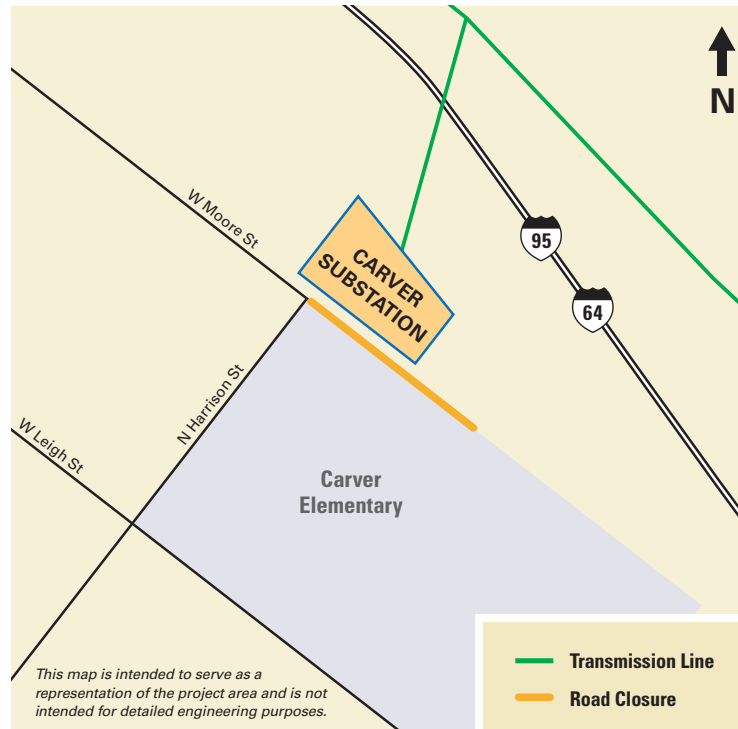 N
W Moore St
95
CARVER
SUBSTATION
64
N Harrison St
W Leigh St
Carver
Elementary
This map is intended to serve as a
representation of the project area and is not
intended for detailed engineering purposes.
Transmission Line
Road Closure